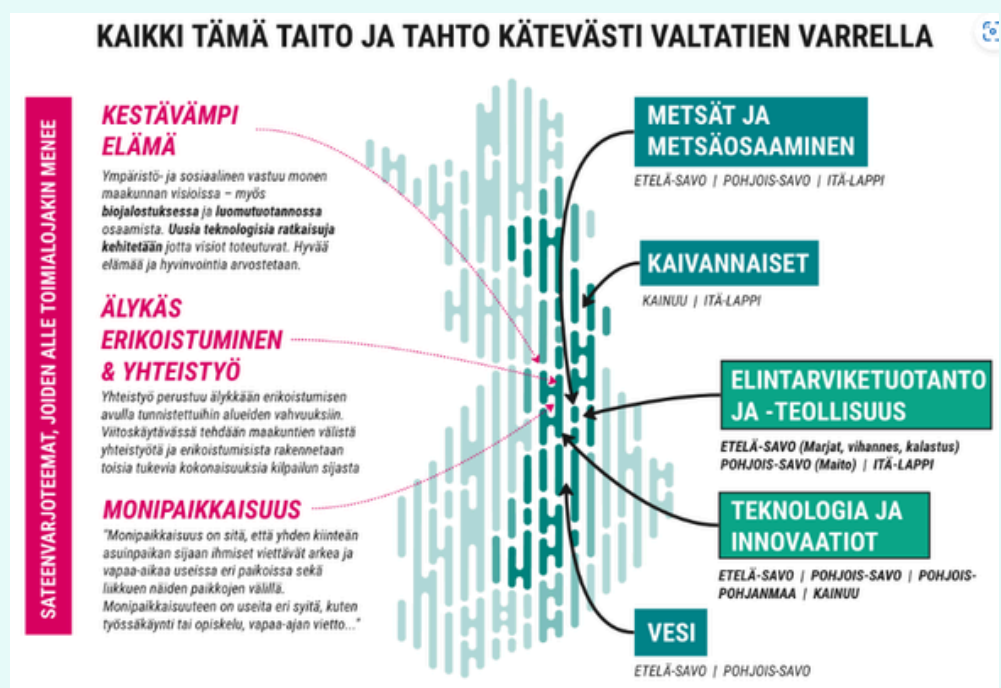 KAIKKI TÄMÄ TAITO JA TAHTO KÄTEVÄSTI VALTATIEN VARRELLA
SATEENVARJOTEEMAT, JOIDEN ALLE TOIMIALOJAKIN MENEE
KESTÄVÄMPI
ELÄMÄ
Ympäristö- ja sosiaalinen vastuu monen
maakunnan visioissa – myös
biojalostuksessa ja luomutuotannossa
osaamista. Uusia teknologisia ratkaisuja
kehitetään jotta visiot toteutuvat. Hyvää
elämää ja hyvinvointia arvostetaan.
ÄLYKÄS
ERIKOISTUMINEN
& YHTEISTYÖ
Yhteistyö perustuu älykkään erikoistumisen
avulla tunnistettuihin alueiden vahvuuksiin.
Viitoskäytävässä tehdään maakuntien välistä
yhteistyötä ja erikoistumisista rakennetaan
toisia tukevia kokonaisuuksia kilpailun sijasta
MONIPAIKKAISUUS
"Monipaikkaisuus on sitä, että yhden kiinteän
asuinpaikan sijaan ihmiset viettävät arkea ja
vapaa-aikaa useissa eri paikoissa sekä
liikkuen näiden paikkojen välillä.
Monipaikkaisuuteen on useita eri syitä, kuten
työssäkäynti tai opiskelu, vapaa-ajan vietto..."
METSÄT JA
METSÄOSAAMINEN
ETELÄ-SAVO | POHJOIS-SAVO | ITÄ-LAPPI
KAIVANNAISET
KAINUU | ITÄ-LAPPI
ELINTARVIKETUOTANTO
JA -TEOLLISUUS
ETELÄ-SAVO (Marjat, vihannes, kalastus)
POHJOIS-SAVO (Maito) | ITÄ-LAPPI
TEKNOLOGIA JA
INNOVAATIOT
ETELÄ-SAVO | POHJOIS-SAVO | POHJOIS-
POHJANMAA | KAINUU
VESI
ETELÄ-SAVO | POHJOIS-SAVO